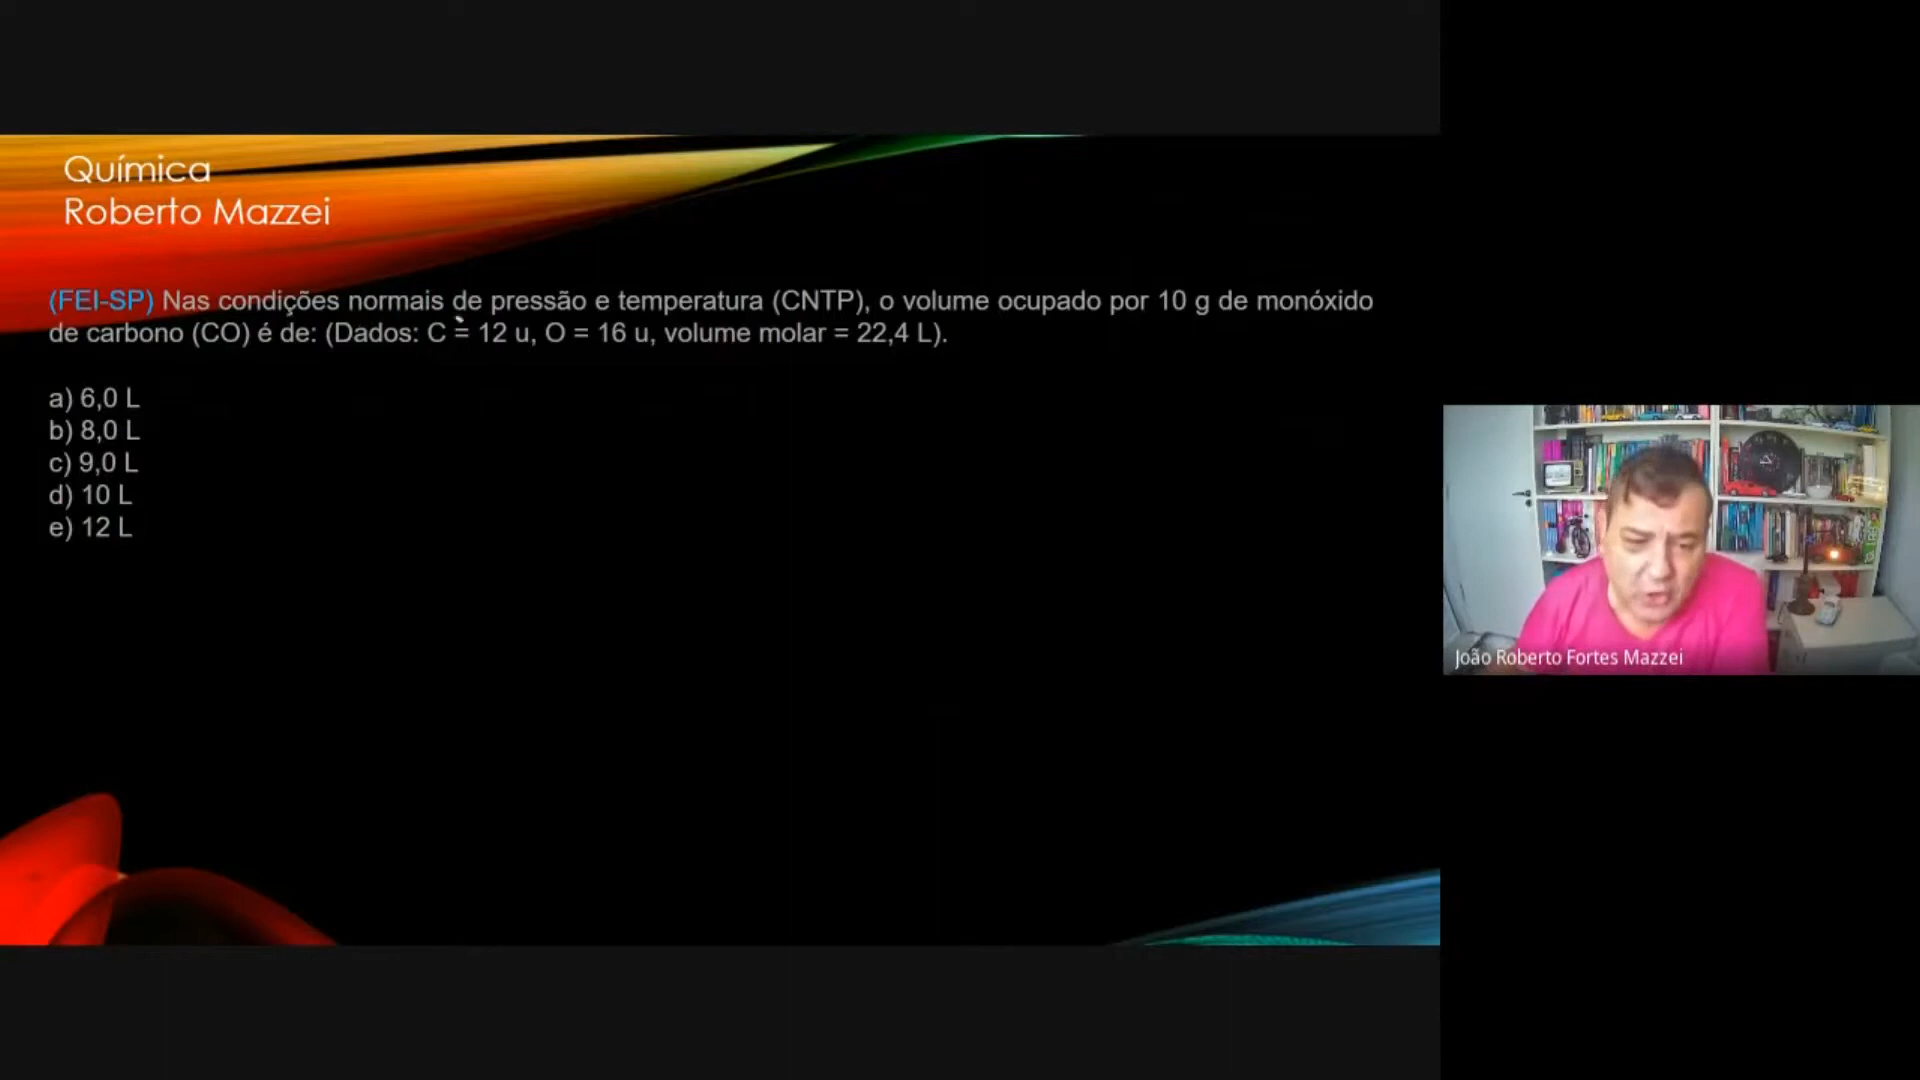 Química
Roberto Mazzei
(FEI-SP) Nas condições normais de pressão e temperatura (CNTP), o volume ocupado por 10 g de monóxido
de carbono (CO) é de: (Dados: C = 12 u, O = 16 u, volume molar = 22,4 L).
a) 6,0 L
b) 8,0 L
c) 9,0 L
d) 10 L
e) 12 L
João Roberto Fortes Mazzei